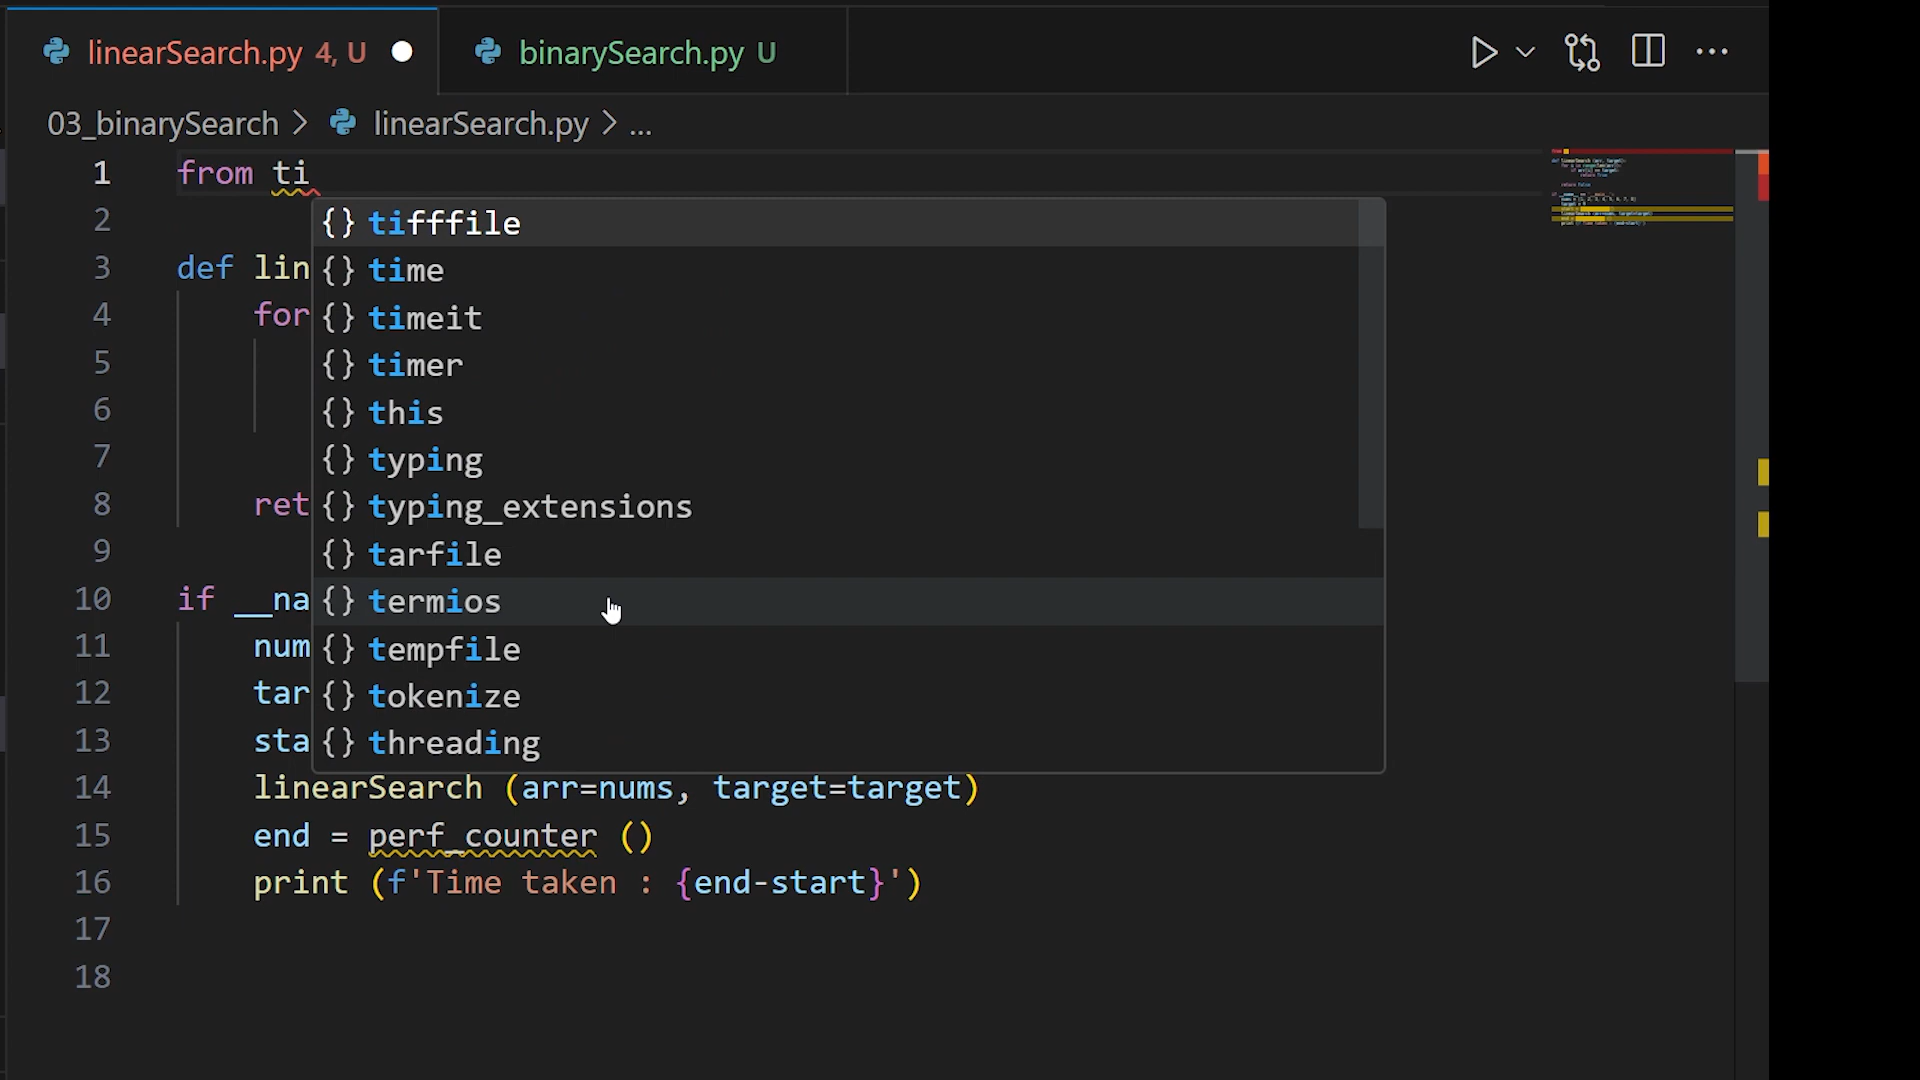 linearSearch.py 4, U binarySearch.py U
03_binarySearch > linearSearch.py > ...
1 from ti
2 {} tifffile
3 def lin {} time
4 for {} timeit
5 {} timer
6 {} this
7 {} typing
8 ret {} typing_extensions
9 {} tarfile
10 if __na {} termios
11 num {} tempfile
12 tar {} tokenize
13 sta {} threading
14 linearSearch (arr=nums, target=target)
15 end = perf_counter ()
16 print (f'Time taken : {end-start}')
17
18